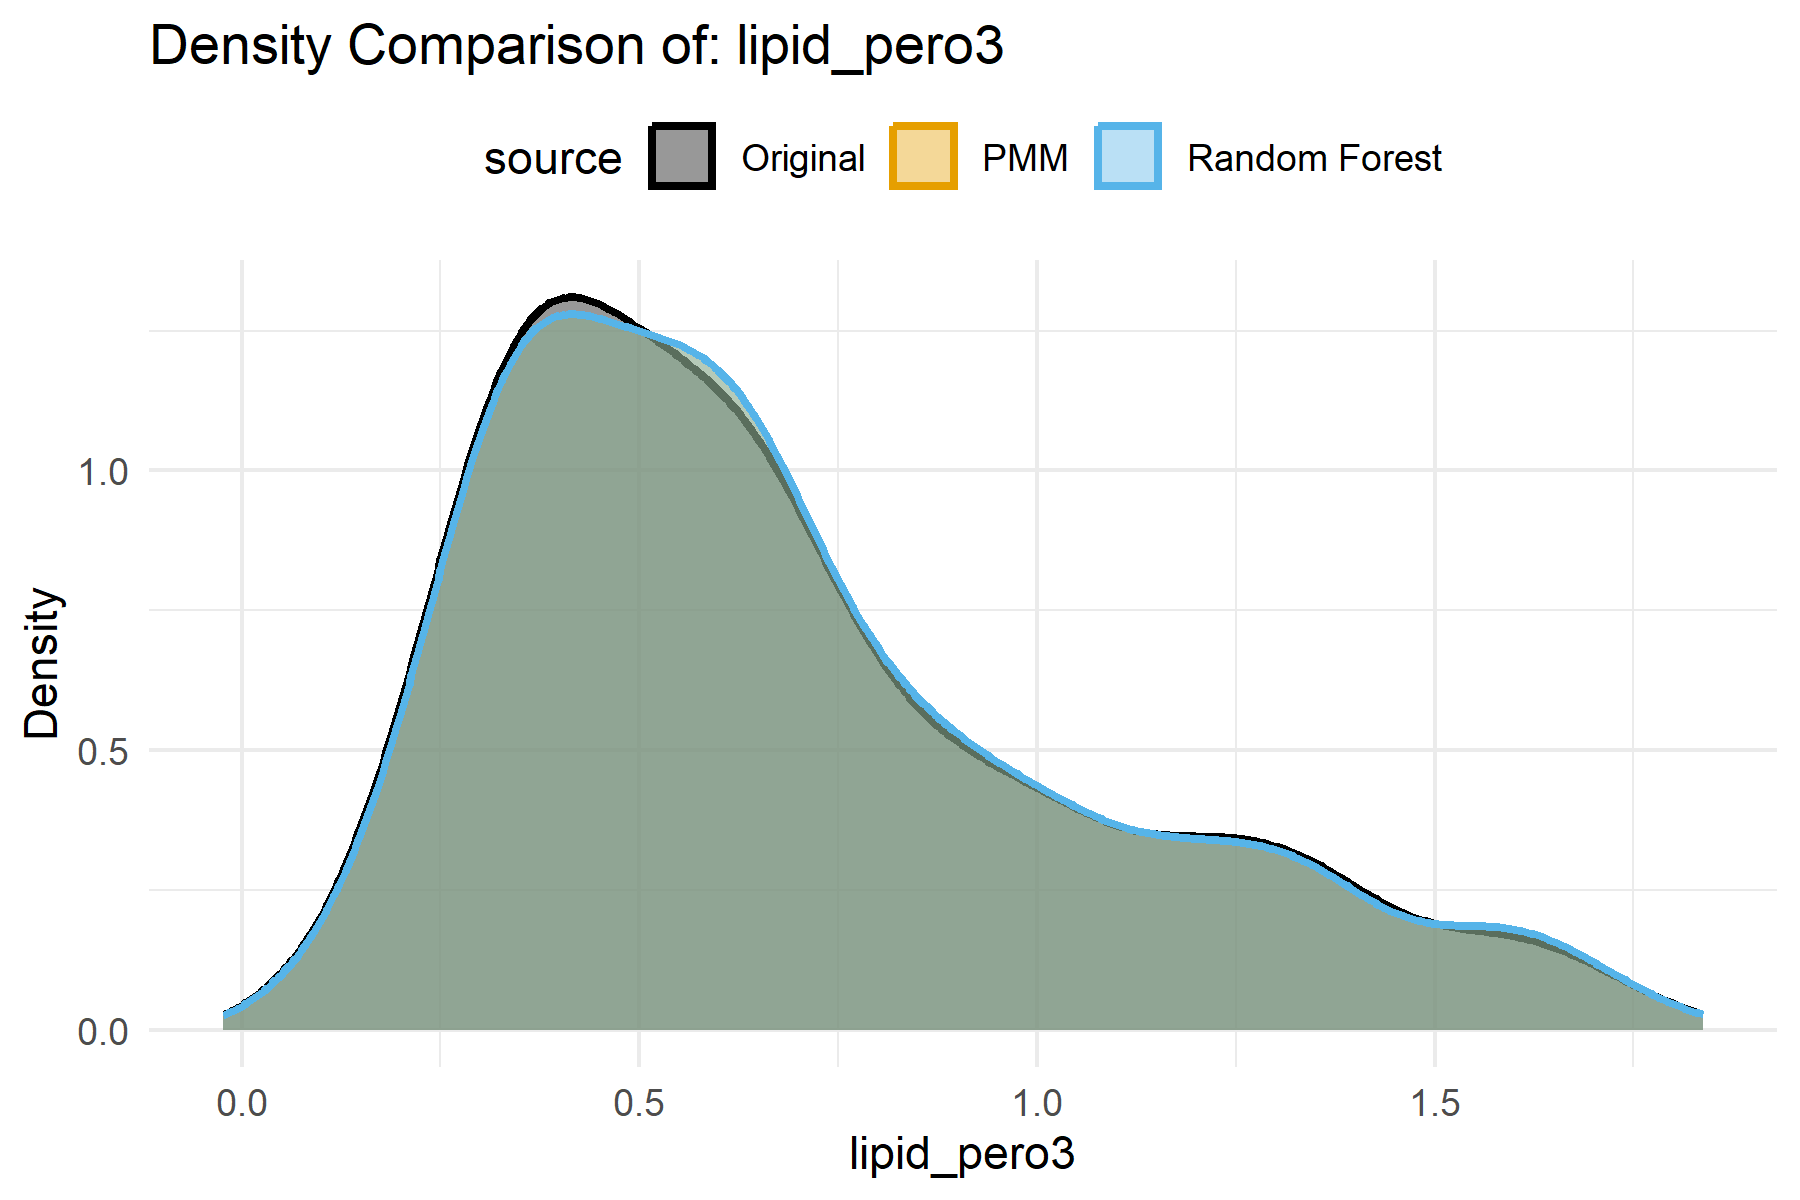 Density Comparison of: lipid_pero3
source Original PMM Random Forest
Density
1.0
0.5
0.0
0.0 0.5 1.0 1.5
lipid_pero3